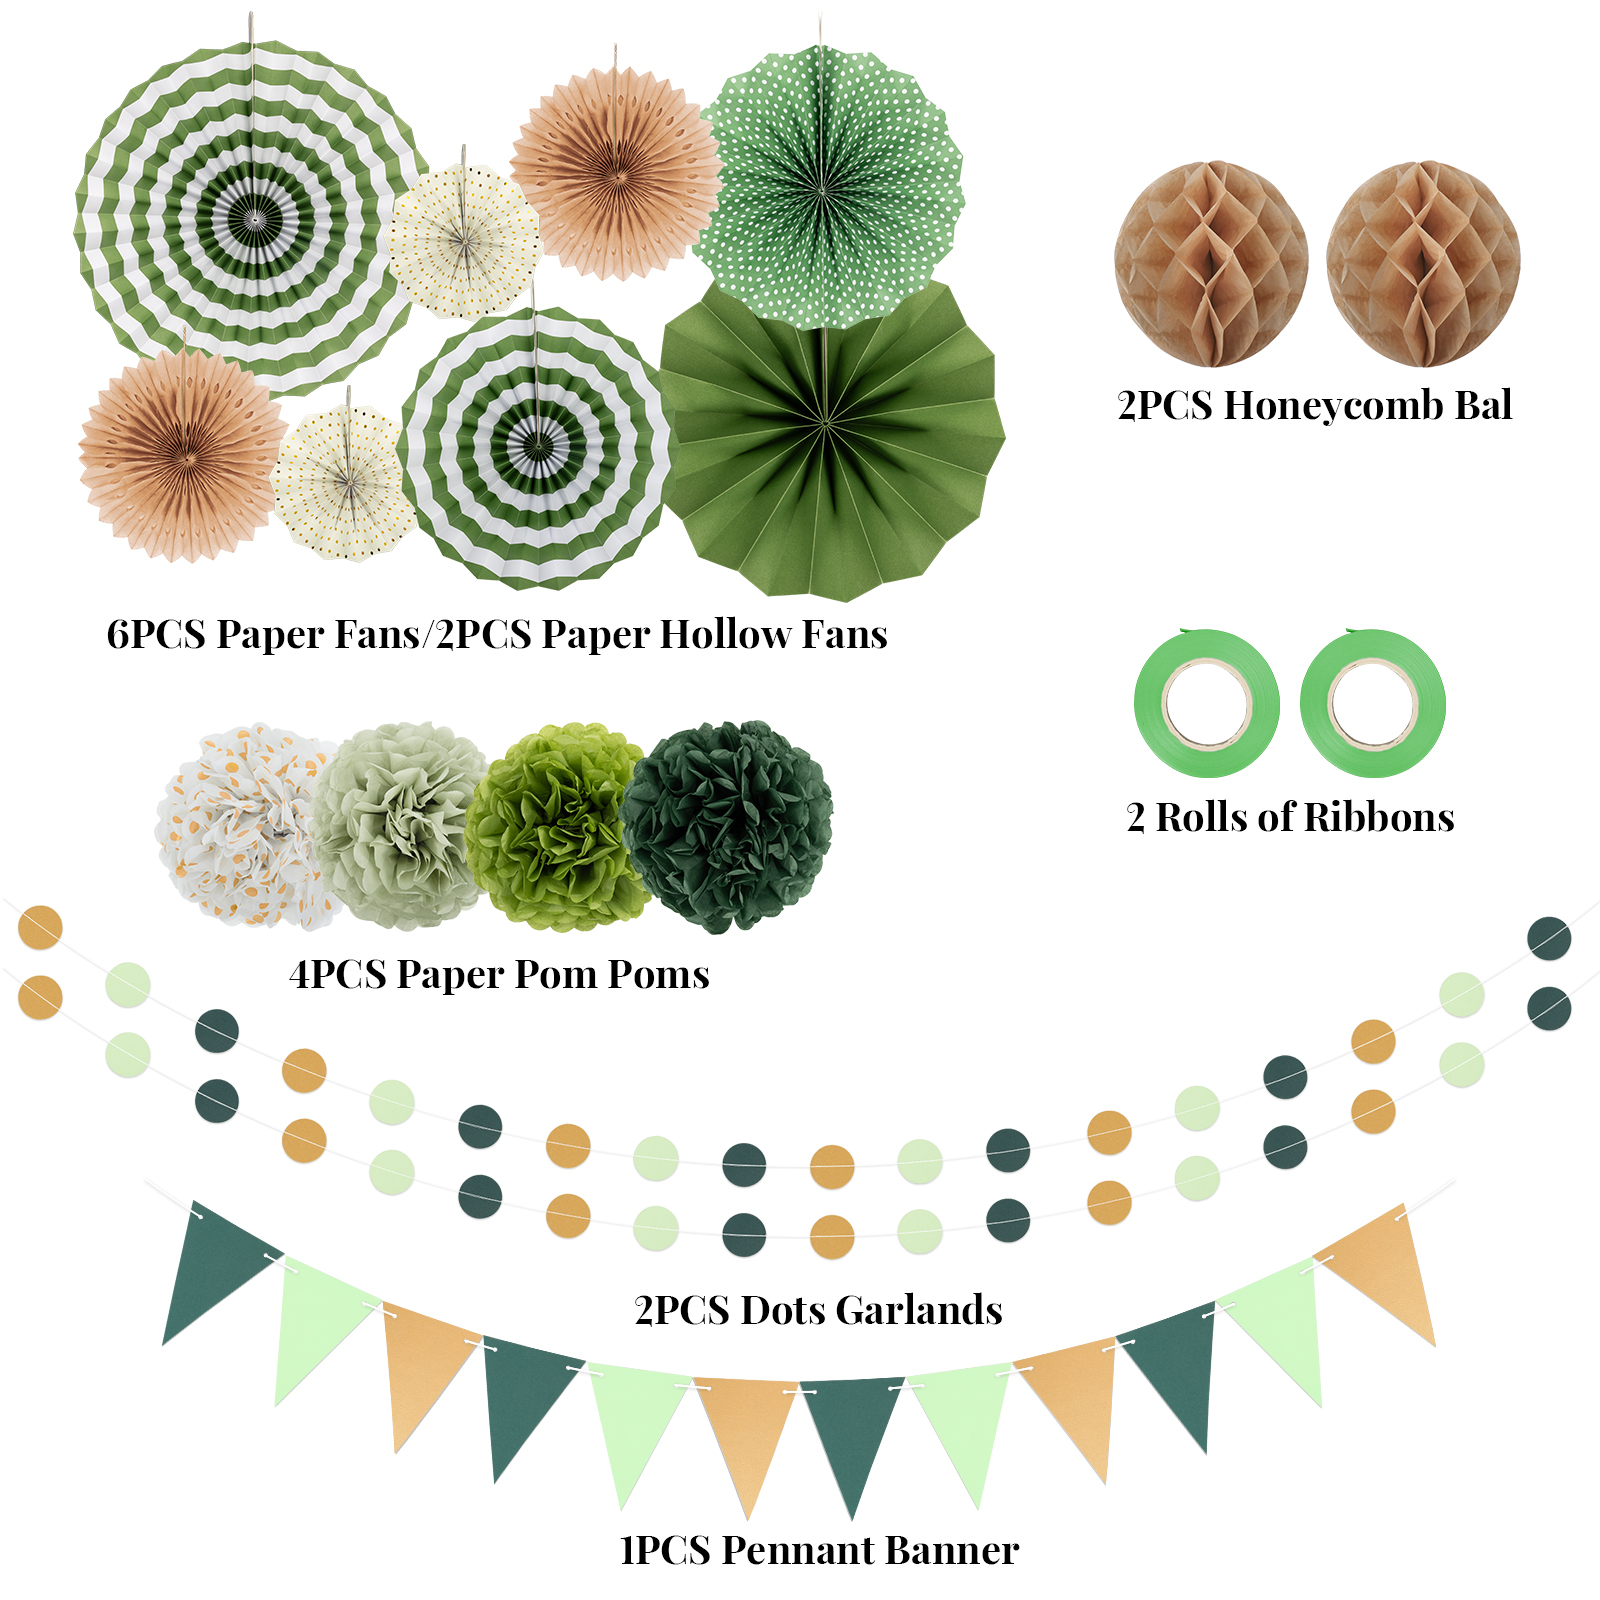 2PCS Honeycomb Bal
6PCS Paper Fans/2PCS Paper Hollow Fans
2 Rolls of Ribbons
4PCS Paper Pom Poms
2PCS Dots Garlands
1PCS Pennant Banner